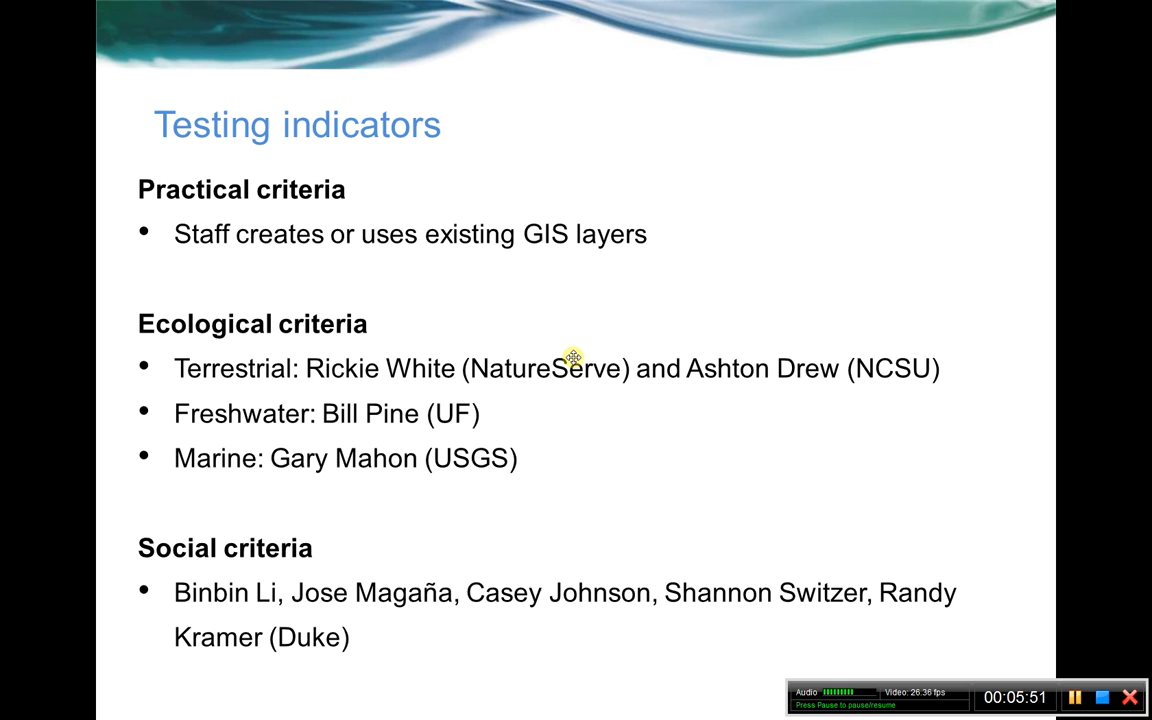 Testing indicators
Practical criteria
• Staff creates or uses existing GIS layers
Ecological criteria
• Terrestrial: Rickie White (NatureServe) and Ashton Drew (NCSU)
• Freshwater: Bill Pine (UF)
• Marine: Gary Mahon (USGS)
Social criteria
• Binbin Li, Jose Magaña, Casey Johnson, Shannon Switzer, Randy
Kramer (Duke)
Audio Video: 26.36 fps 00:05:51
Press Pause to pause/resume